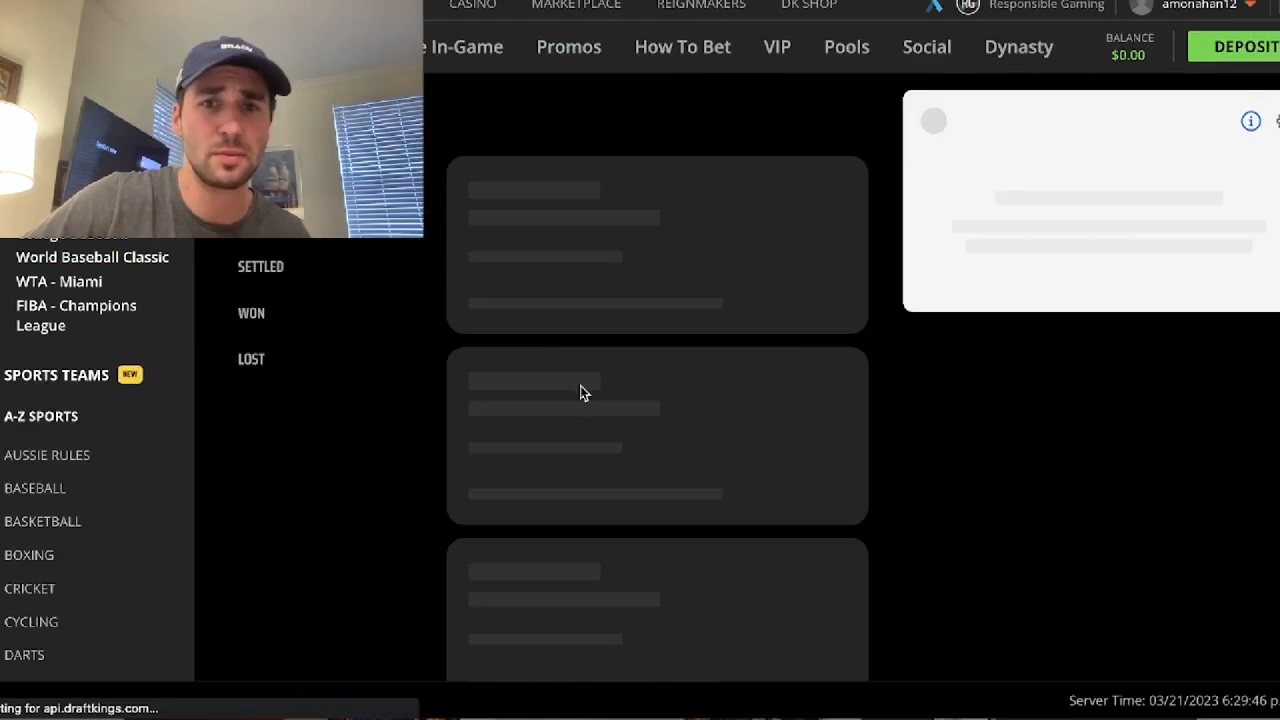 CASINO
MARKETPLACE
REIGNMAKERS
DK SHOP
RG
Responsible Gaming
amonahan12
e In-Game
Promos
How To Bet
VIP
Pools
Social
Dynasty
BALANCE
$0.00
DEPOSIT
BRAIN
World Baseball Classic
WTA - Miami
FIBA - Champions
League
SPORTS TEAMS NEW
A-Z SPORTS
AUSSIE RULES
BASEBALL
BASKETBALL
BOXING
CRICKET
CYCLING
DARTS
SETTLED
WON
LOST
ting for api.draftkings.com...
Server Time: 03/21/2023 6:29:46 p